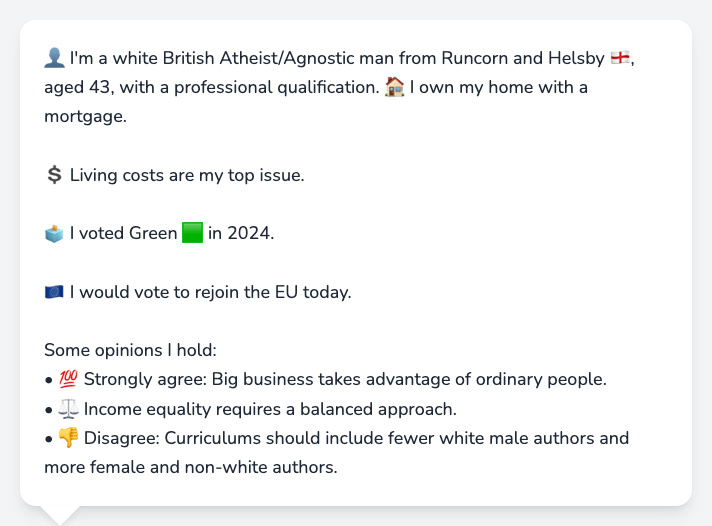 👤 I'm a white British Atheist/Agnostic man from Runcorn and Helsby 🏴󠁧󠁢󠁥󠁮󠁧󠁿,
aged 43, with a professional qualification. 🏠 I own my home with a
mortgage.
💲 Living costs are my top issue.
🗳️ I voted Green 🟩 in 2024.
🇪🇺 I would vote to rejoin the EU today.
Some opinions I hold:
• 💯 Strongly agree: Big business takes advantage of ordinary people.
• ⚖️ Income equality requires a balanced approach.
• 👎 Disagree: Curriculums should include fewer white male authors and
more female and non-white authors.